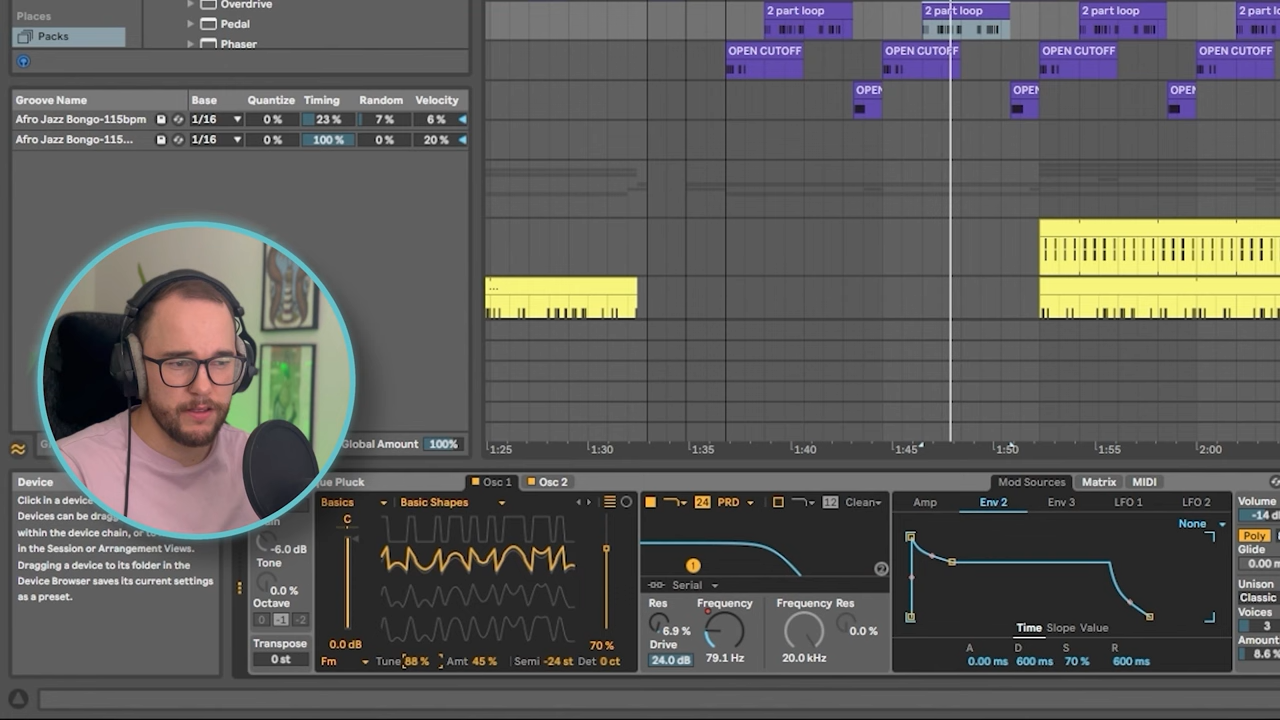 Places
Packs
Overdrive
Pedal
Phaser
Groove Name Base Quantize Timing Random Velocity
Afro Jazz Bongo-115bpm 1/16 0 % 23 % 7 % 6 %
Afro Jazz Bongo-115... 1/16 0 % 100 % 0 % 20 %
Global Amount 100%
2 part loop 2 part loop 2 part loop 2 part lo
OPEN CUTOFF OPEN CUTOFF OPEN CUTOFF OPEN CUTOFF
OPEN OPEN OPEN
...
1:25 1:30 1:35 1:40 1:45 1:50 1:55 2:00
Device
Click in a device
Devices can be dragg
within the device chain, or to
in the Session or Arrangement Views.
Dragging a device to its folder in the
Device Browser saves its current settings
as a preset.
ue Pluck Osc 1 Osc 2
-6.0 dB
Tone
0.0 %
Octave
0 -1 -2
Transpose
0 st
Basics Basic Shapes
C
0.0 dB 70 %
Fm Tune 88 % Amt 45 % Semi -24 st Det 0 ct
24 PRD 12 Clean
1 2
Serial
Res Frequency Frequency Res
6.9 % 0.0 %
Drive
24.0 dB 79.1 Hz 20.0 kHz
Mod Sources Matrix MIDI
Amp Env 2 Env 3 LFO 1 LFO 2
None
Time Slope Value
A D S R
0.00 ms 600 ms 70 % 600 ms
Volume
-14 d
Poly
Glide
0.00 m
Unison
Classic
Voices
3
Amount
8.6 %